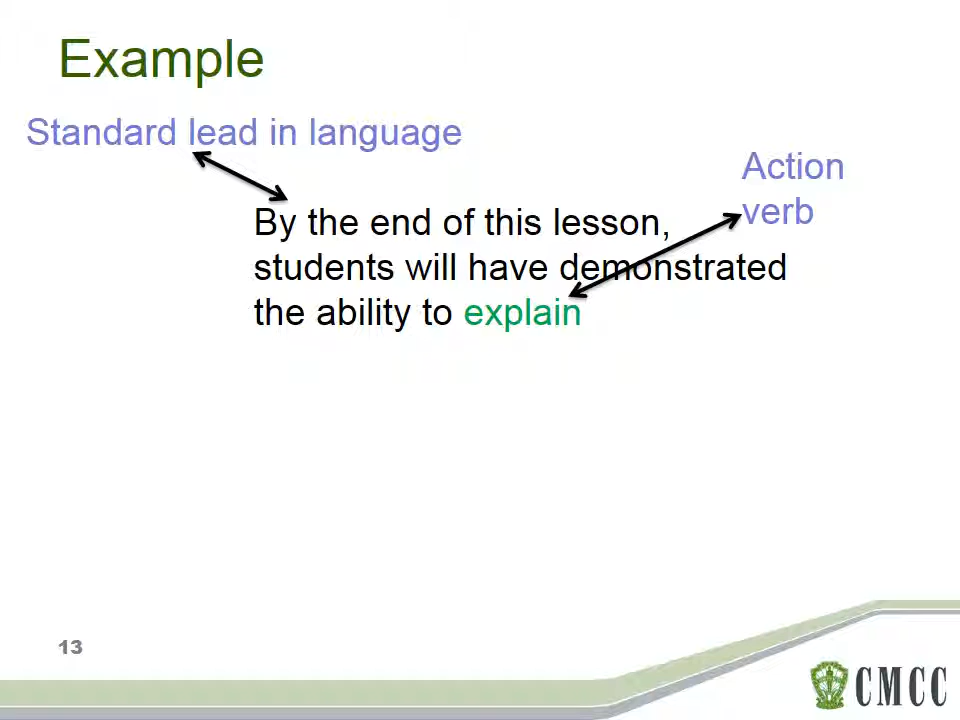 Example
Standard lead in language
Action
verb
By the end of this lesson,
students will have demonstrated
the ability to explain
13
CMCC